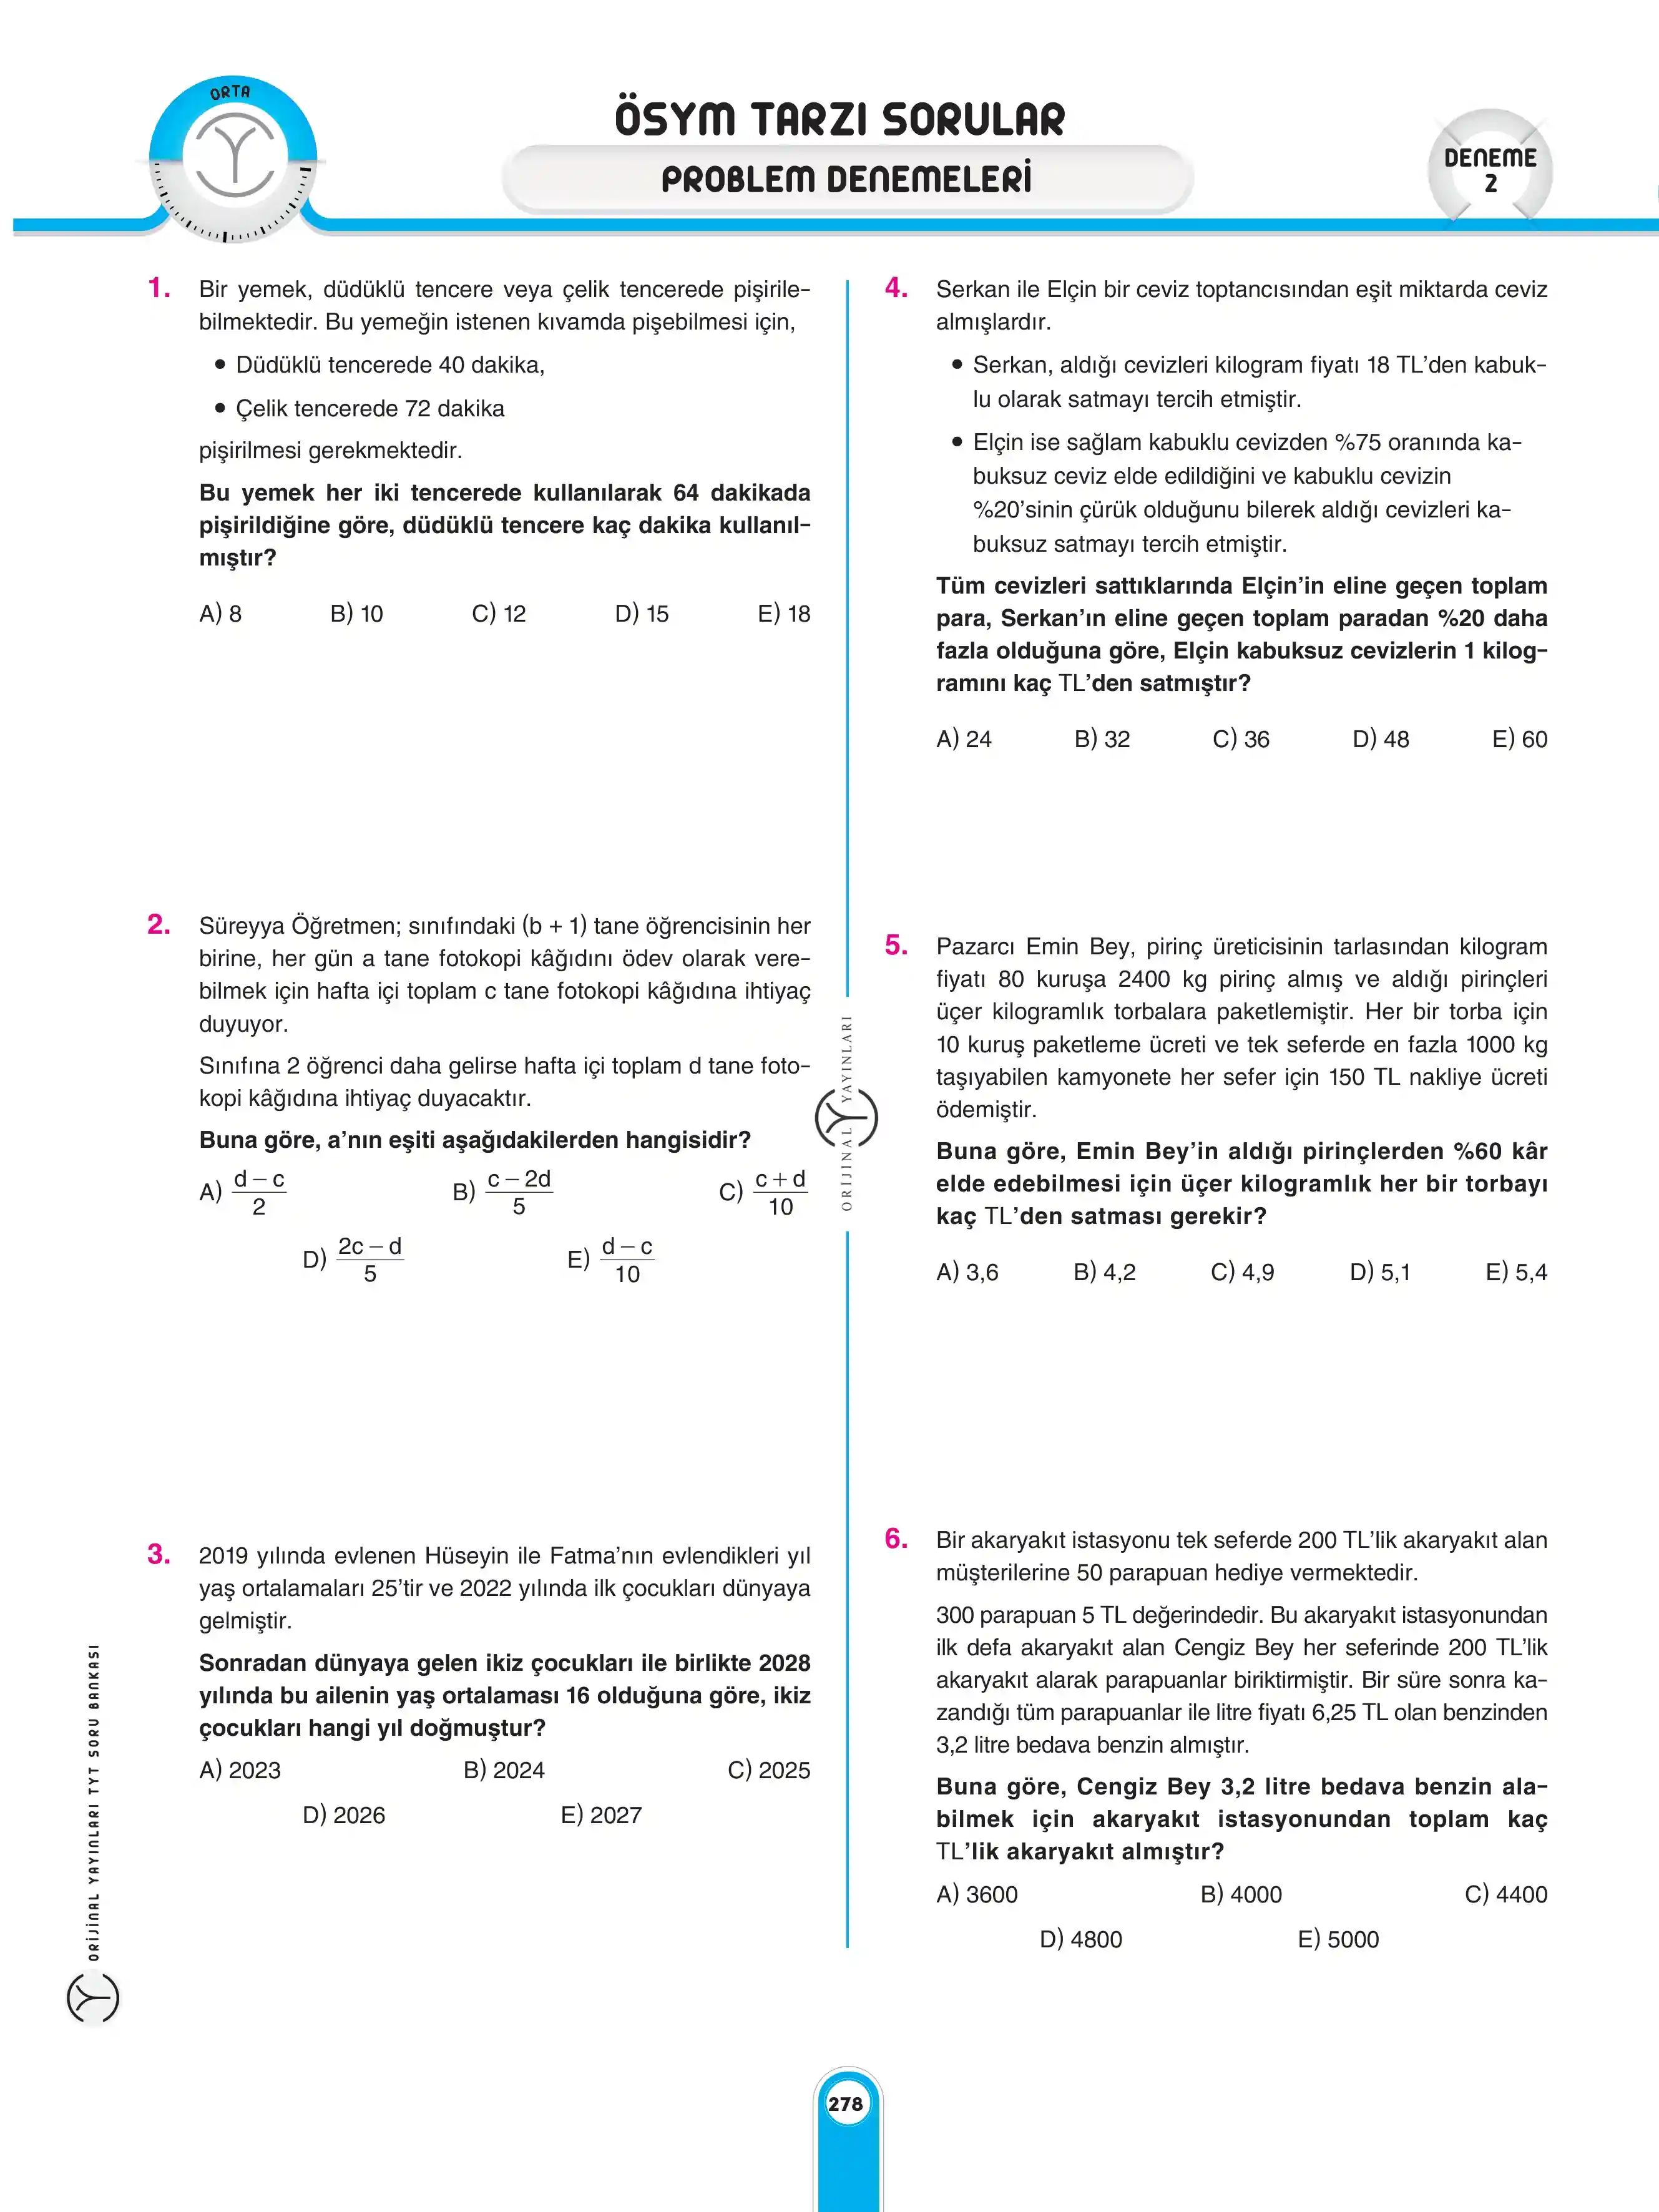 ORTA
ÖSYM TARZI SORULAR
PROBLEM DENEMELERİ
DENEME
2
1. Bir yemek, düdüklü tencere veya çelik tencerede pişirile-
bilmektedir. Bu yemeğin istenen kıvamda pişebilmesi için,
• Düdüklü tencerede 40 dakika,
• Çelik tencerede 72 dakika
pişirilmesi gerekmektedir.
Bu yemek her iki tencerede kullanılarak 64 dakikada
pişirildiğine göre, düdüklü tencere kaç dakika kullanıl-
mıştır?
A) 8 B) 10 C) 12 D) 15 E) 18
2. Süreyya Öğretmen; sınıfındaki (b + 1) tane öğrencisinin her
birine, her gün a tane fotokopi kâğıdını ödev olarak vere-
bilmek için hafta içi toplam c tane fotokopi kâğıdına ihtiyaç
duyuyor.
Sınıfına 2 öğrenci daha gelirse hafta içi toplam d tane foto-
kopi kâğıdına ihtiyaç duyacaktır.
Buna göre, a’nın eşiti aşağıdakilerden hangisidir?
A) (d – c)/2 B) (c – 2d)/5 C) (c + d)/10
D) (2c – d)/5 E) (d – c)/10
3. 2019 yılında evlenen Hüseyin ile Fatma’nın evlendikleri yıl
yaş ortalamaları 25’tir ve 2022 yılında ilk çocukları dünyaya
gelmiştir.
Sonradan dünyaya gelen ikiz çocukları ile birlikte 2028
yılında bu ailenin yaş ortalaması 16 olduğuna göre, ikiz
çocukları hangi yıl doğmuştur?
A) 2023 B) 2024 C) 2025
D) 2026 E) 2027
4. Serkan ile Elçin bir ceviz toptancısından eşit miktarda ceviz
almışlardır.
• Serkan, aldığı cevizleri kilogram fiyatı 18 TL’den kabuk-
lu olarak satmayı tercih etmiştir.
• Elçin ise sağlam kabuklu cevizden %75 oranında ka-
buksuz ceviz elde edildiğini ve kabuklu cevizin
%20’sinin çürük olduğunu bilerek aldığı cevizleri ka-
buksuz satmayı tercih etmiştir.
Tüm cevizleri sattıklarında Elçin’in eline geçen toplam
para, Serkan’ın eline geçen toplam paradan %20 daha
fazla olduğuna göre, Elçin kabuksuz cevizlerin 1 kilog-
ramını kaç TL’den satmıştır?
A) 24 B) 32 C) 36 D) 48 E) 60
5. Pazarcı Emin Bey, pirinç üreticisinin tarlasından kilogram
fiyatı 80 kuruşa 2400 kg pirinç almış ve aldığı pirinçleri
üçer kilogramlık torbalara paketlemiştir. Her bir torba için
10 kuruş paketleme ücreti ve tek seferde en fazla 1000 kg
taşıyabilen kamyonete her sefer için 150 TL nakliye ücreti
ödemiştir.
Buna göre, Emin Bey’in aldığı pirinçlerden %60 kâr
elde edebilmesi için üçer kilogramlık her bir torbayı
kaç TL’den satması gerekir?
A) 3,6 B) 4,2 C) 4,9 D) 5,1 E) 5,4
6. Bir akaryakıt istasyonu tek seferde 200 TL’lik akaryakıt alan
müşterilerine 50 parapuan hediye vermektedir.
300 parapuan 5 TL değerindedir. Bu akaryakıt istasyonundan
ilk defa akaryakıt alan Cengiz Bey her seferinde 200 TL’lik
akaryakıt alarak parapuanlar biriktirmiştir. Bir süre sonra ka-
zandığı tüm parapuanlar ile litre fiyatı 6,25 TL olan benzinden
3,2 litre bedava benzin almıştır.
Buna göre, Cengiz Bey 3,2 litre bedava benzin ala-
bilmek için akaryakıt istasyonundan toplam kaç
TL’lik akaryakıt almıştır?
A) 3600 B) 4000 C) 4400
D) 4800 E) 5000
ORİJİNAL YAYINLARI
ORİJİNAL YAYINLARI TYT SORU BANKASI
278